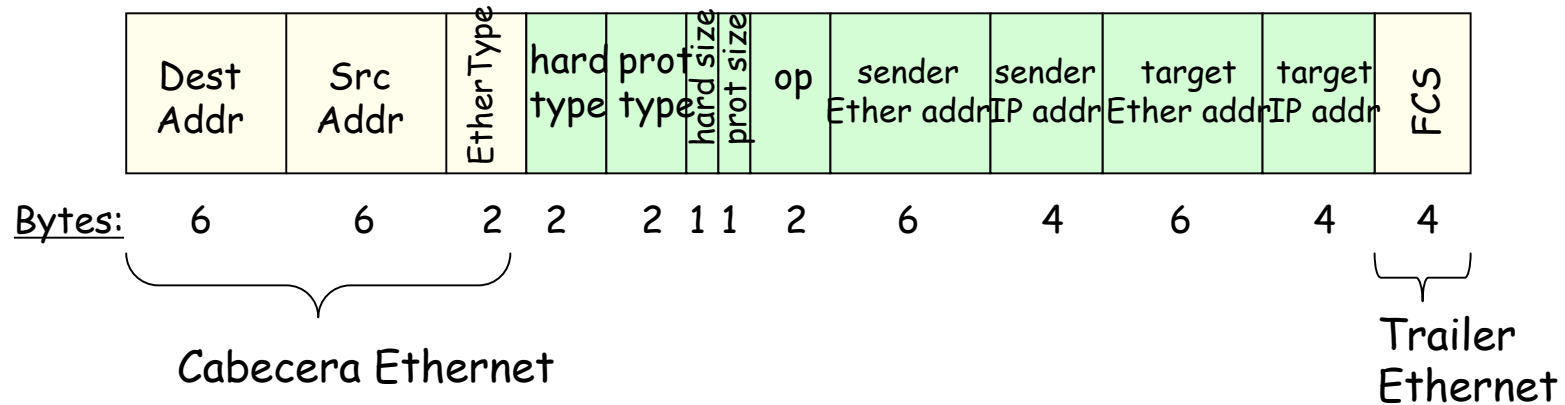 Dest
Addr
Src
Addr
EtherType
hard
type
prot
type
hard size
prot size
op
sender
Ether addr
sender
IP addr
target
Ether addr
target
IP addr
FCS
Bytes: 6 6 2 2 2 1 1 2 6 4 6 4 4
Cabecera Ethernet
Trailer
Ethernet